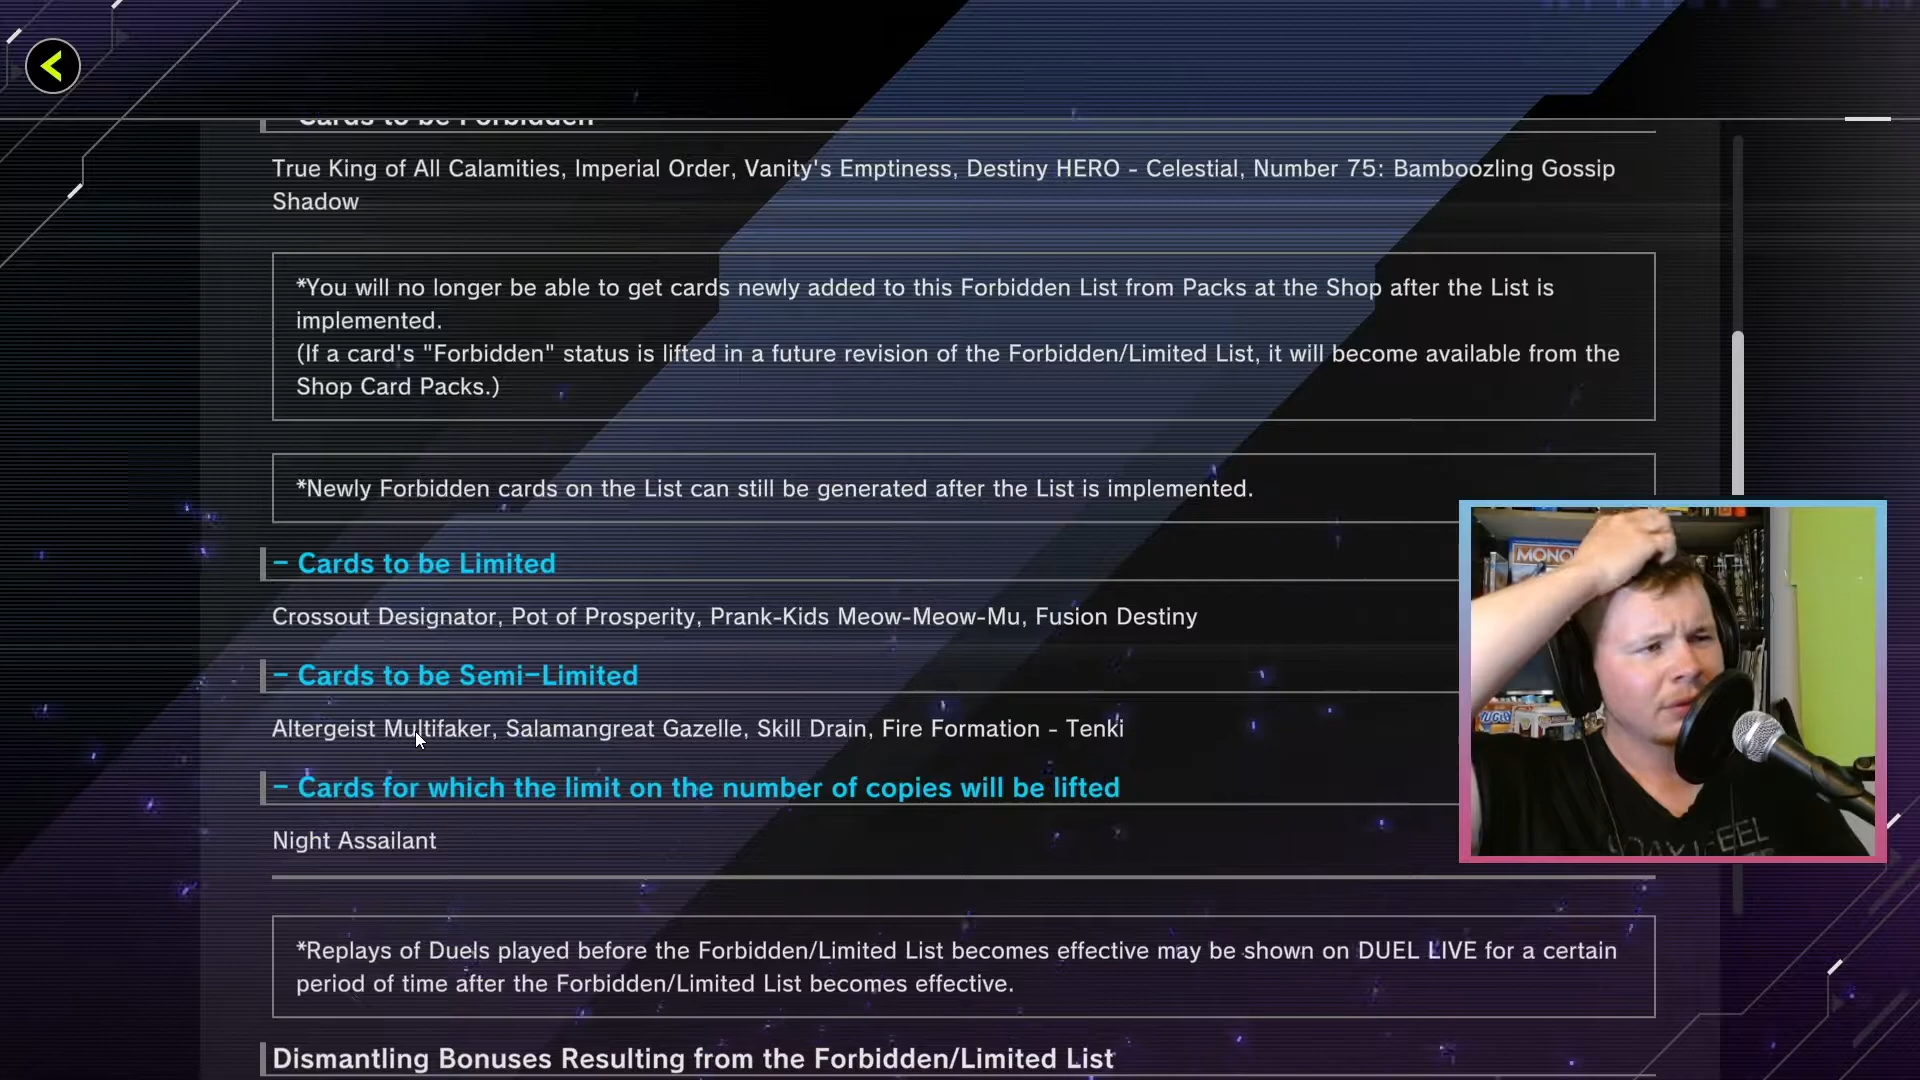 Cards to be Forbidden
True King of All Calamities, Imperial Order, Vanity's Emptiness, Destiny HERO - Celestial, Number 75: Bamboozling Gossip
Shadow
*You will no longer be able to get cards newly added to this Forbidden List from Packs at the Shop after the List is
implemented.
(If a card's "Forbidden" status is lifted in a future revision of the Forbidden/Limited List, it will become available from the
Shop Card Packs.)
*Newly Forbidden cards on the List can still be generated after the List is implemented.
- Cards to be Limited
Crossout Designator, Pot of Prosperity, Prank-Kids Meow-Meow-Mu, Fusion Destiny
- Cards to be Semi-Limited
Altergeist Multifaker, Salamangreat Gazelle, Skill Drain, Fire Formation - Tenki
- Cards for which the limit on the number of copies will be lifted
Night Assailant
*Replays of Duels played before the Forbidden/Limited List becomes effective may be shown on DUEL LIVE for a certain
period of time after the Forbidden/Limited List becomes effective.
Dismantling Bonuses Resulting from the Forbidden/Limited List